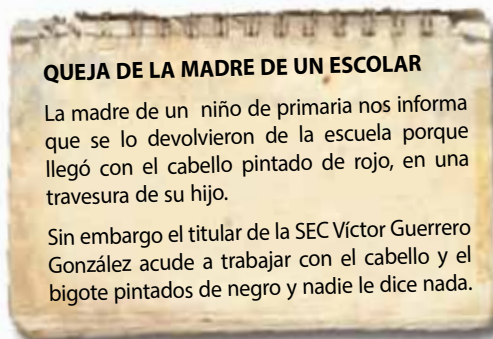 QUEJA DE LA MADRE DE UN ESCOLAR
La madre de un niño de primaria nos informa
que se lo devolvieron de la escuela porque
llegó con el cabello pintado de rojo, en una
travesura de su hijo.
Sin embargo el titular de la SEC Víctor Guerrero
González acude a trabajar con el cabello y el
bigote pintados de negro y nadie le dice nada.